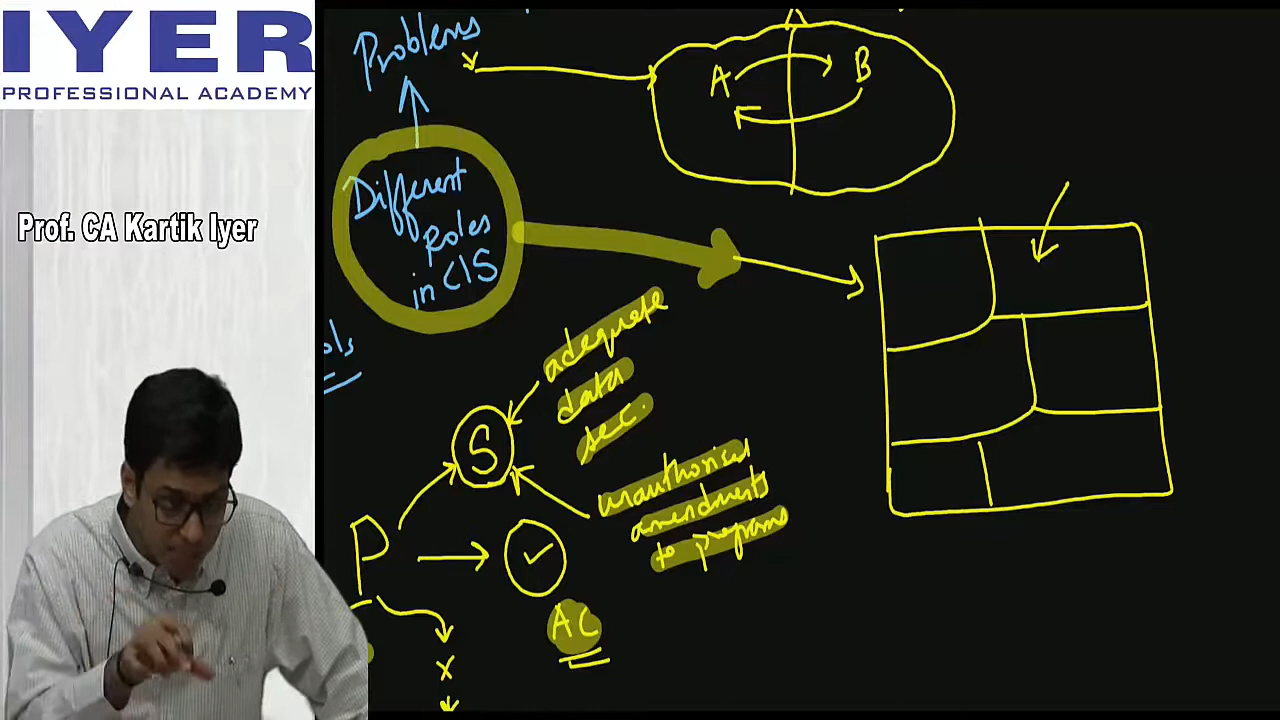 IYER
PROFESSIONAL ACADEMY
Prof. CA Kartik Iyer
Problems
A B
Different
Roles
in CIS
ols
adequate
data
sec.
S
unauthorised
amendments
to programs
P
AC
x